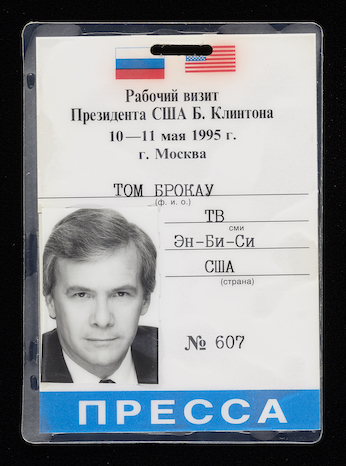 Рабочий визит
Президента США Б. Клинтона
10—11 мая 1995 г.
г. Москва
ТОМ БРОКАУ
(ф. и. о.)
ТВ
сми
Эн-Би-Си
США
(страна)
№ 607
ПРЕССА